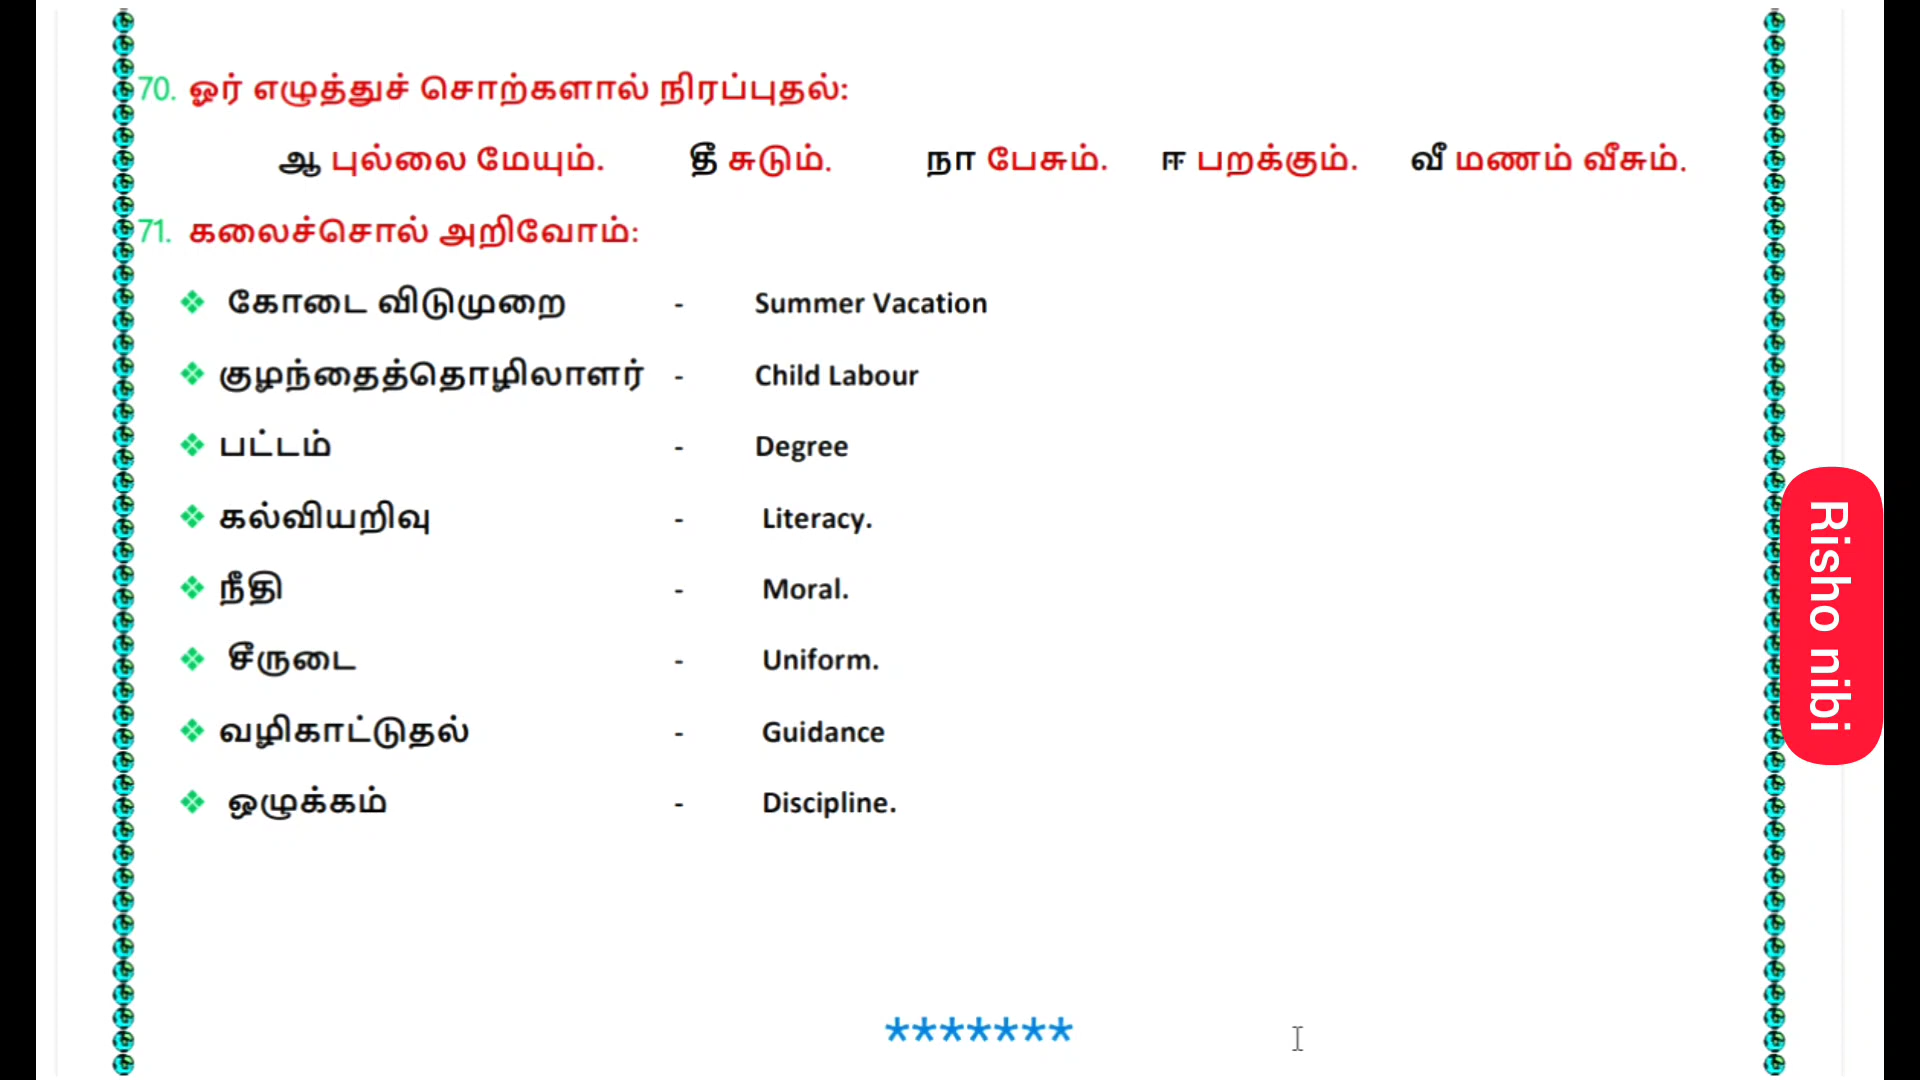 70. ஓர் எழுத்துச் சொற்களால் நிரப்புதல்:
ஆ புல்லை மேயும். தீ சுடும். நா பேசும். ஈ பறக்கும். வீ மணம் வீசும்.
71. கலைச்சொல் அறிவோம்:
❖ கோடை விடுமுறை - Summer Vacation
❖ குழந்தைத்தொழிலாளர் - Child Labour
❖ பட்டம் - Degree
❖ கல்வியறிவு - Literacy.
❖ நீதி - Moral.
❖ சீருடை - Uniform.
❖ வழிகாட்டுதல் - Guidance
❖ ஒழுக்கம் - Discipline.
*******
Risho nibi